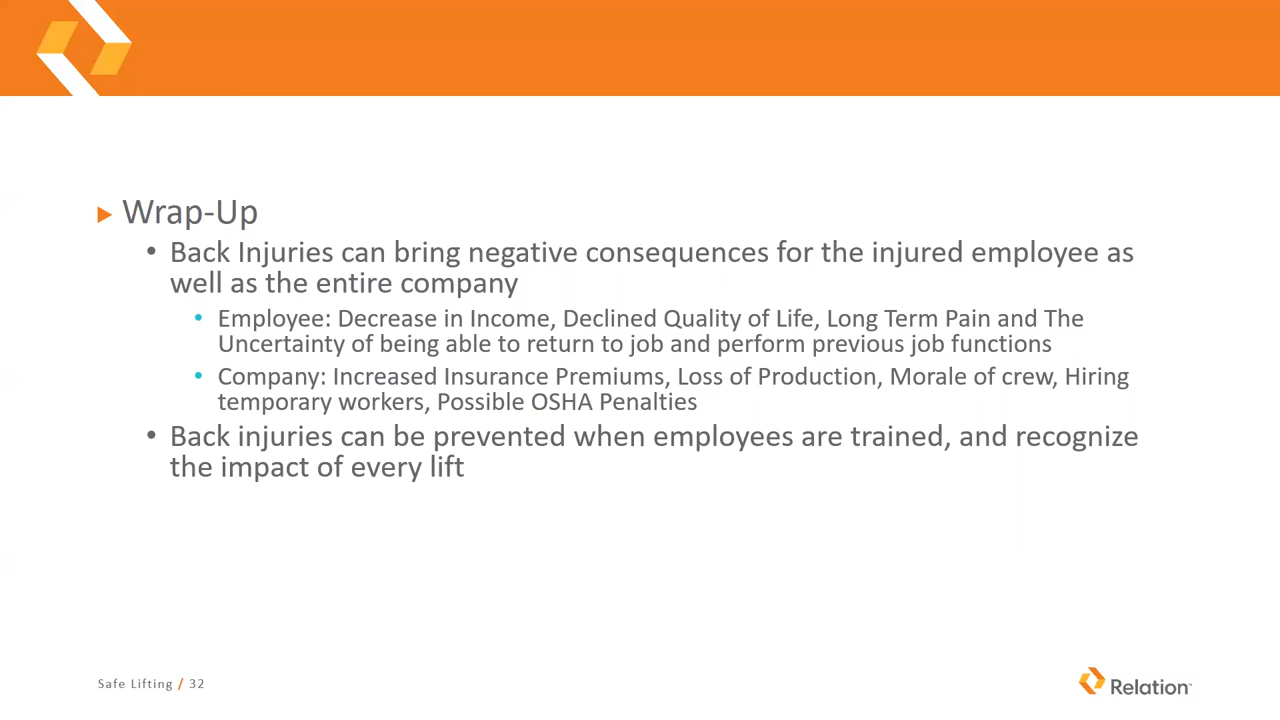 Wrap-Up
• Back Injuries can bring negative consequences for the injured employee as
well as the entire company
• Employee: Decrease in Income, Declined Quality of Life, Long Term Pain and The
Uncertainty of being able to return to job and perform previous job functions
• Company: Increased Insurance Premiums, Loss of Production, Morale of crew, Hiring
temporary workers, Possible OSHA Penalties
• Back injuries can be prevented when employees are trained, and recognize
the impact of every lift
Safe Lifting / 32
Relation™